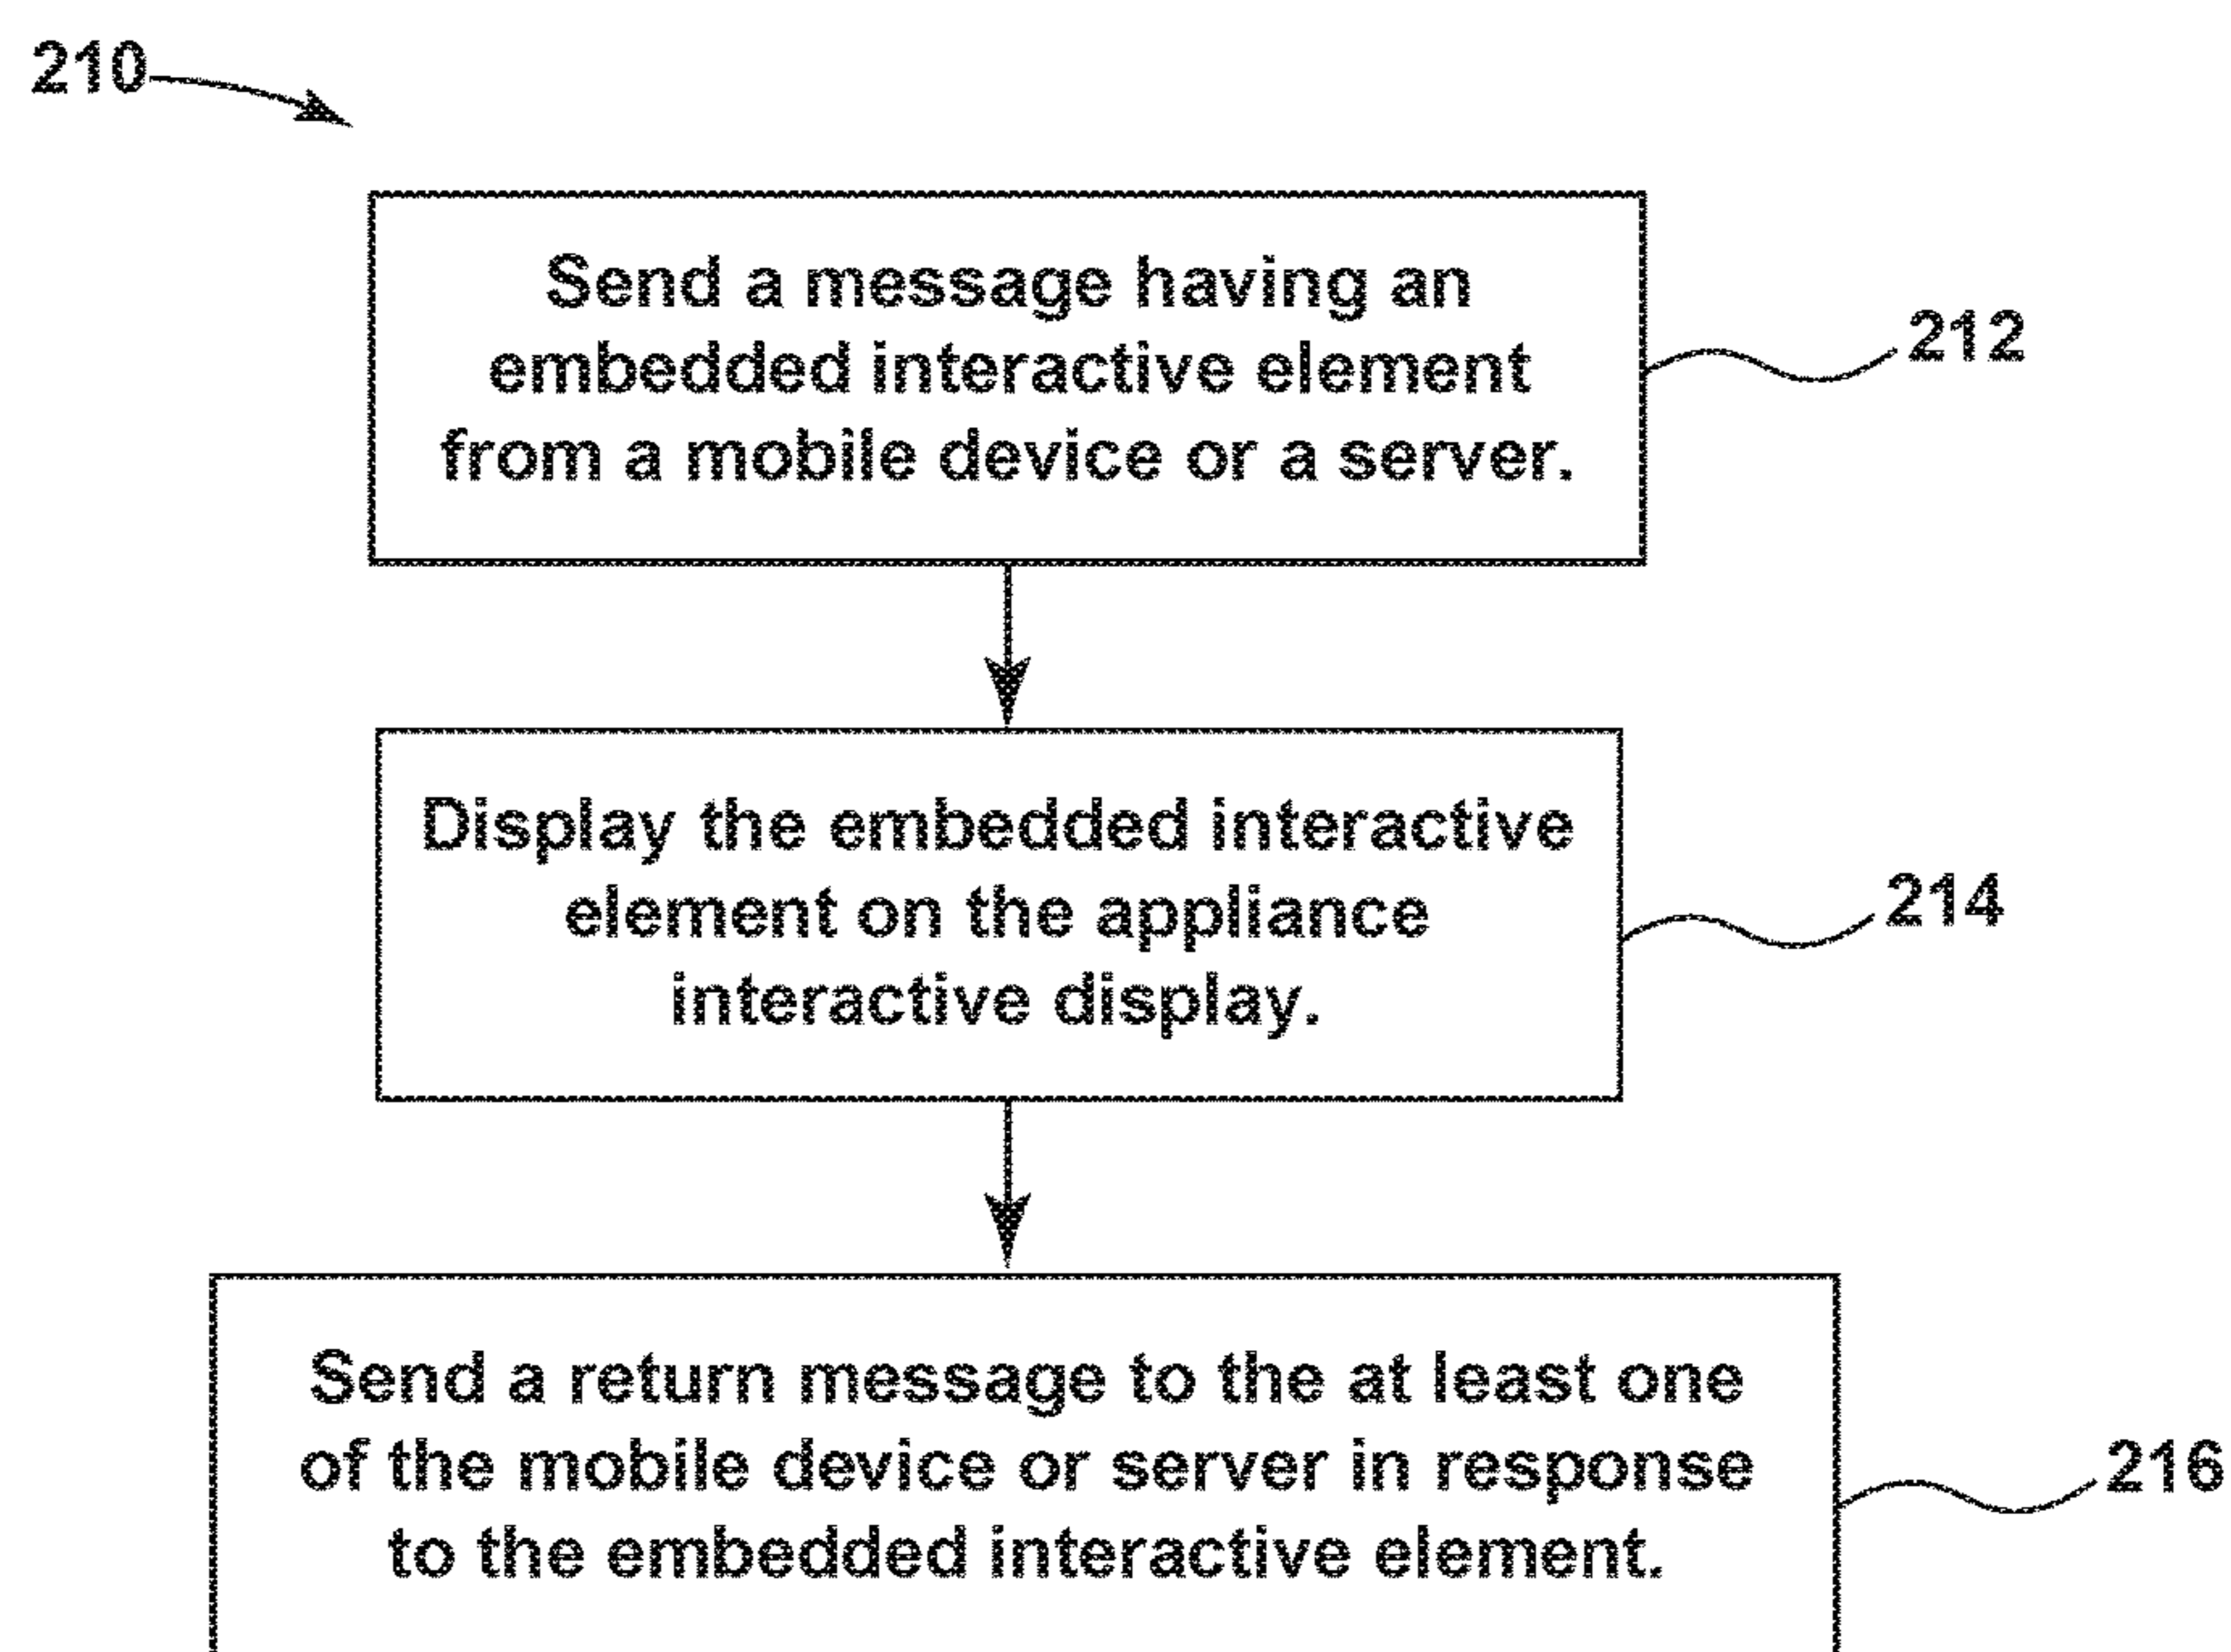 210
Send a message having an
embedded interactive element
from a mobile device or a server.
212
Display the embedded interactive
element on the appliance
interactive display.
214
Send a return message to the at least one
of the mobile device or server in response
to the embedded interactive element.
216